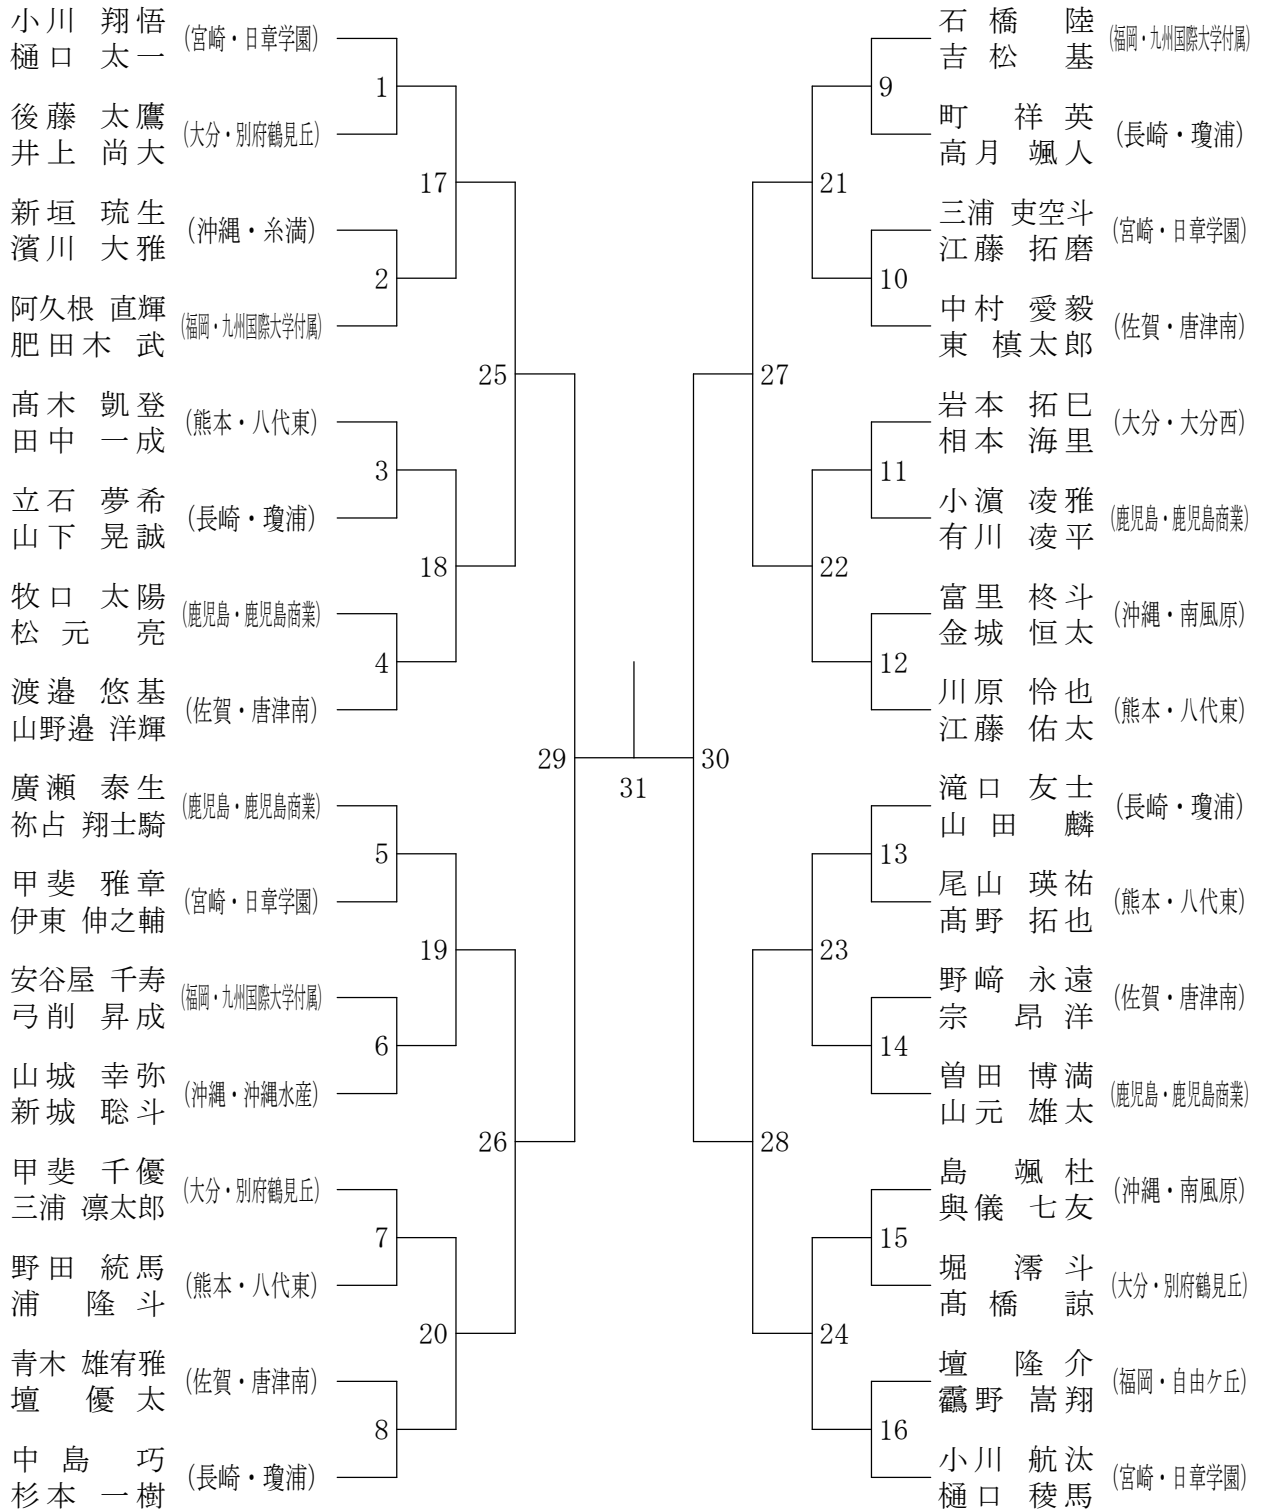 小川 翔悟
樋口 太一
(宮崎・日章学園)
1
後藤 太鷹
井上 尚大
(大分・別府鶴見丘)
17
新垣 琉生
濱川 大雅
(沖縄・糸満)
2
阿久根 直輝
肥田木 武
(福岡・九州国際大学付属)
25
髙木 凱登
田中 一成
(熊本・八代東)
3
立石 夢希
山下 晃誠
(長崎・瓊浦)
18
牧口 太陽
松元 亮
(鹿児島・鹿児島商業)
4
渡邉 悠基
山野邉 洋輝
(佐賀・唐津南)
29
廣瀬 泰生
祢占 翔士騎
(鹿児島・鹿児島商業)
5
甲斐 雅章
伊東 伸之輔
(宮崎・日章学園)
19
安谷屋 千寿
弓削 昇成
(福岡・九州国際大学付属)
6
山城 幸弥
新城 聡斗
(沖縄・沖縄水産)
26
甲斐 千優
三浦 凛太郎
(大分・別府鶴見丘)
7
野田 統馬
浦 隆斗
(熊本・八代東)
20
青木 雄宥雅
壇 優太
(佐賀・唐津南)
8
中島 巧
杉本 一樹
(長崎・瓊浦)
31
石橋 陸
吉松 基
(福岡・九州国際大学付属)
9
町 祥英
高月 颯人
(長崎・瓊浦)
21
三浦 吏空斗
江藤 拓磨
(宮崎・日章学園)
10
中村 愛毅
東 槙太郎
(佐賀・唐津南)
27
岩本 拓巳
相本 海里
(大分・大分西)
11
小濵 凌雅
有川 凌平
(鹿児島・鹿児島商業)
22
富里 柊斗
金城 恒太
(沖縄・南風原)
12
川原 怜也
江藤 佑太
(熊本・八代東)
30
滝口 友士
山田 麟
(長崎・瓊浦)
13
尾山 瑛祐
髙野 拓也
(熊本・八代東)
23
野﨑 永遠
宗 昂洋
(佐賀・唐津南)
14
曽田 博満
山元 雄太
(鹿児島・鹿児島商業)
28
島 颯杜
與儀 七友
(沖縄・南風原)
15
堀 澪斗
髙橋 諒
(大分・別府鶴見丘)
24
壇 隆介
靍野 嵩翔
(福岡・自由ケ丘)
16
小川 航汰
樋口 稜馬
(宮崎・日章学園)